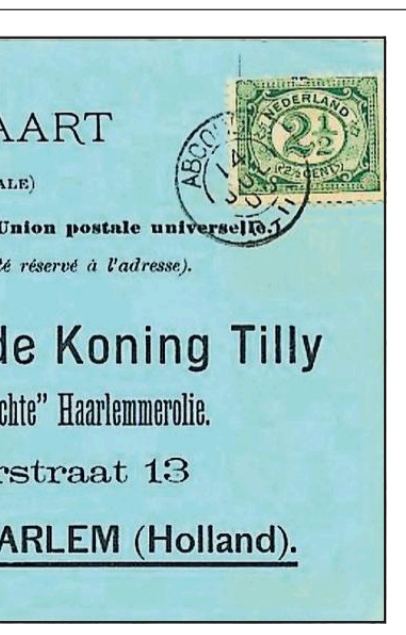 AART
NEDERLAND
2½
(2½ CENT)
ALE)
Union postale universelle.
té réservé à l'adresse).
de Koning Tilly
chte” Haarlemmerolie.
rstraat 13
ARLEM (Holland).